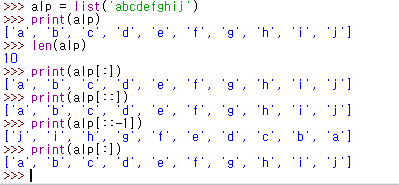 >>> alp = list('abcdefghij')
>>> print(alp)
['a', 'b', 'c', 'd', 'e', 'f', 'g', 'h', 'i', 'j']
>>> len(alp)
10
>>> print(alp[:])
['a', 'b', 'c', 'd', 'e', 'f', 'g', 'h', 'i', 'j']
>>> print(alp[::])
['a', 'b', 'c', 'd', 'e', 'f', 'g', 'h', 'i', 'j']
>>> print(alp[::-1])
['j', 'i', 'h', 'g', 'f', 'e', 'd', 'c', 'b', 'a']
>>> print(alp[:])
['a', 'b', 'c', 'd', 'e', 'f', 'g', 'h', 'i', 'j']
>>>